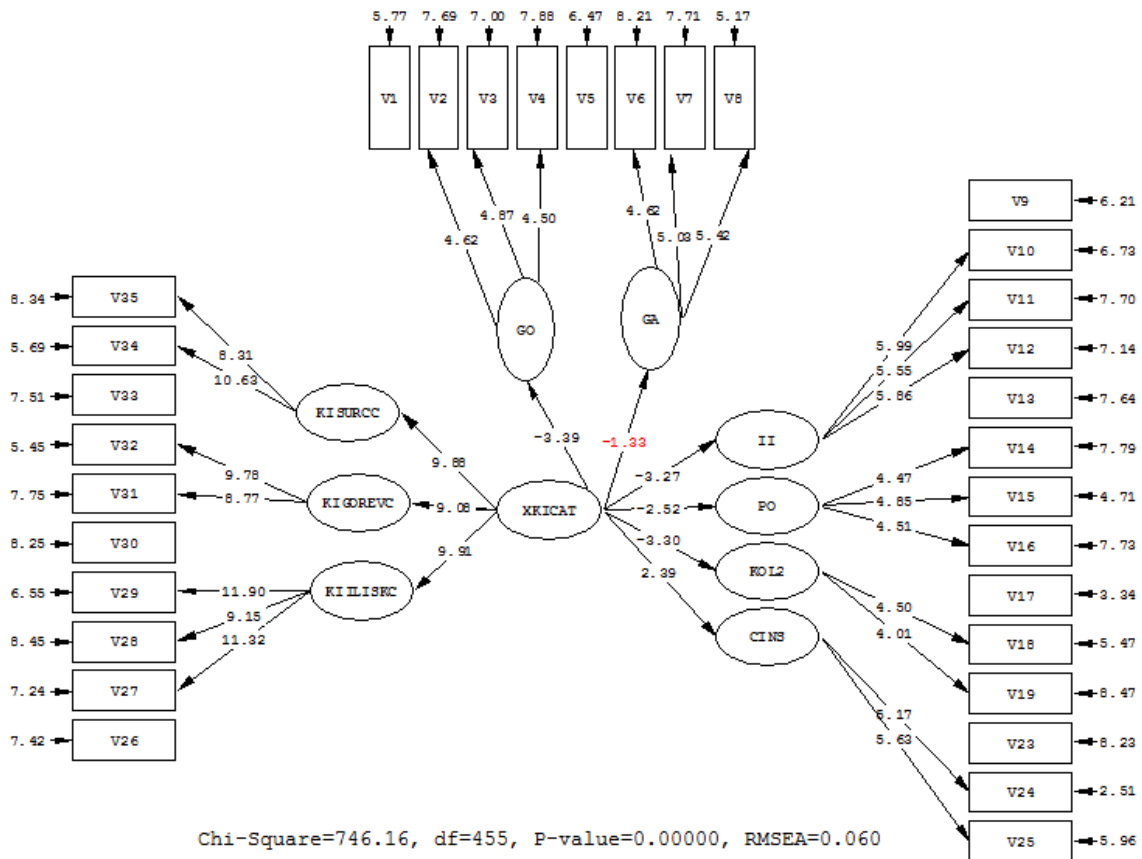 5.77 7.69 7.00 7.88 6.47 8.21 7.71 5.17
V1 V2 V3 V4 V5 V6 V7 V8
4.62 4.87 4.50 4.62 5.03 5.42
GO GA
8.34 V35
5.69 V34
7.51 V33
5.45 V32
7.75 V31
8.25 V30
6.55 V29
8.45 V28
7.24 V27
7.42 V26
8.31
10.63
KISURCC
9.78
8.77
KIGOREVC
11.90
9.15
11.32
KIILISKC
9.88
9.08
9.91
XKICAT
-3.39
-1.33
-3.27
-2.52
-3.30
2.39
II
PO
KOL2
CINS
5.99
5.55
5.86
4.47
4.85
4.51
4.50
4.01
5.63
V9 6.21
V10 6.73
V11 7.70
V12 7.14
V13 7.64
V14 7.79
V15 4.71
V16 7.73
V17 3.34
V18 5.47
V19 8.47
V23 8.23
V24 2.51
V25 5.96
Chi-Square=746.16, df=455, P-value=0.00000, RMSEA=0.060